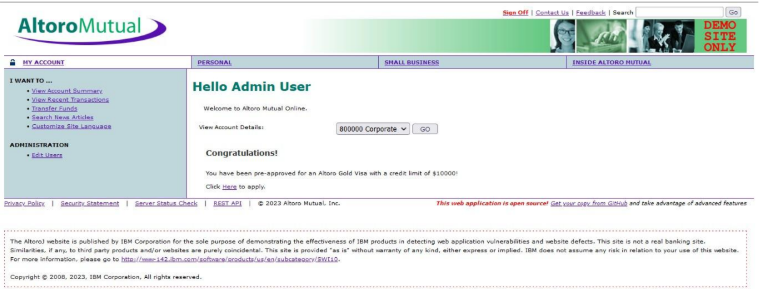 Sign Off | Contact Us | Feedback | Search Go
AltoroMutual
DEMO
SITE
ONLY
MY ACCOUNT PERSONAL SMALL BUSINESS INSIDE ALTORO MUTUAL
I WANT TO ...
• View Account Summary
• View Recent Transactions
• Transfer Funds
• Search News Articles
• Customize Site Language
ADMINISTRATION
• Edit Users
Hello Admin User
Welcome to Altoro Mutual Online.
View Account Details: 800000 Corporate GO
Congratulations!
You have been pre-approved for an Altoro Gold Visa with a credit limit of $10000!
Click Here to apply.
Privacy Policy | Security Statement | Server Status Check | REST API | © 2023 Altoro Mutual, Inc. This web application is open source! Get your copy from GitHub and take advantage of advanced features
The AltoroJ website is published by IBM Corporation for the sole purpose of demonstrating the effectiveness of IBM products in detecting web application vulnerabilities and website defects. This site is not a real banking site.
Similarities, if any, to third party products and/or websites are purely coincidental. This site is provided "as is" without warranty of any kind, either express or implied. IBM does not assume any risk in relation to your use of this website.
For more information, please go to http://www-142.ibm.com/software/products/us/en/subcategory/SWI10.
Copyright © 2008, 2023, IBM Corporation, All rights reserved.